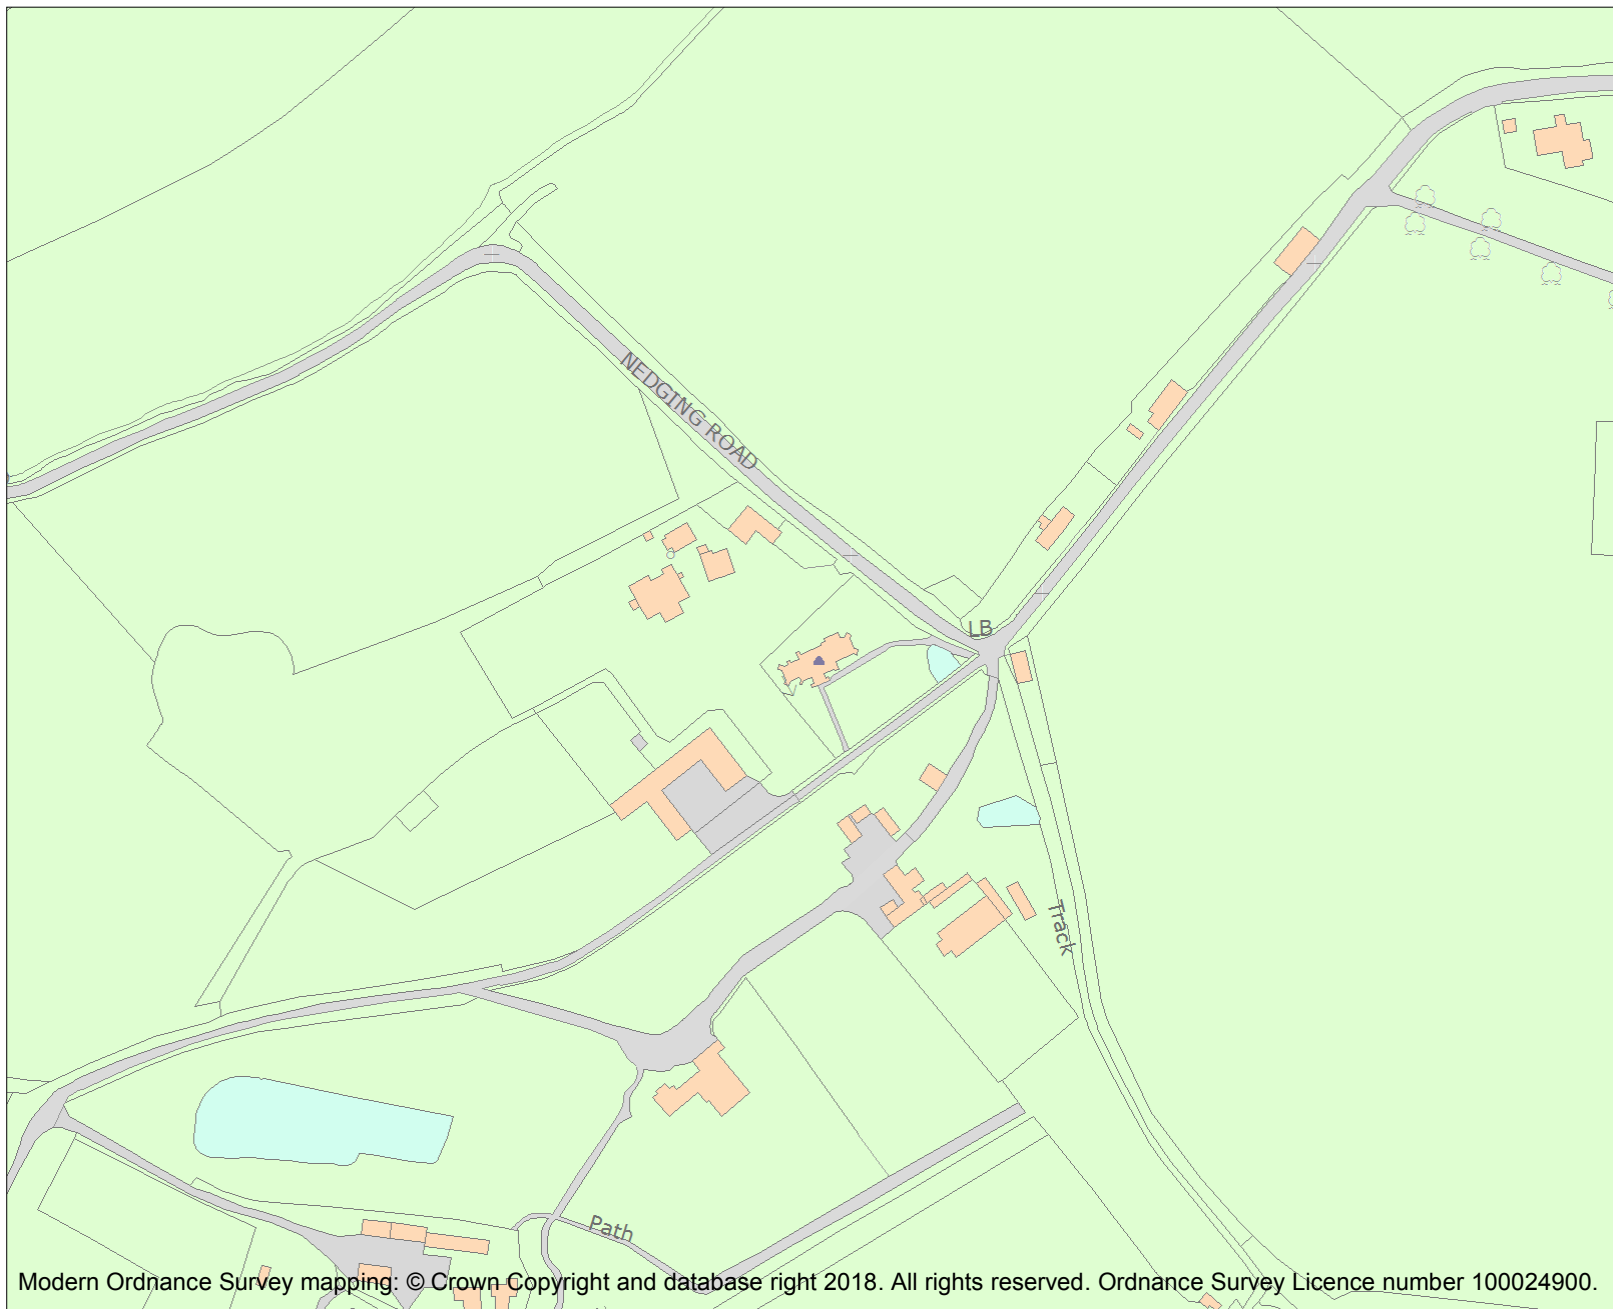 NEDGING ROAD
LB
Track
Path
Modern Ordnance Survey mapping: © Crown Copyright and database right 2018. All rights reserved. Ordnance Survey Licence number 100024900.